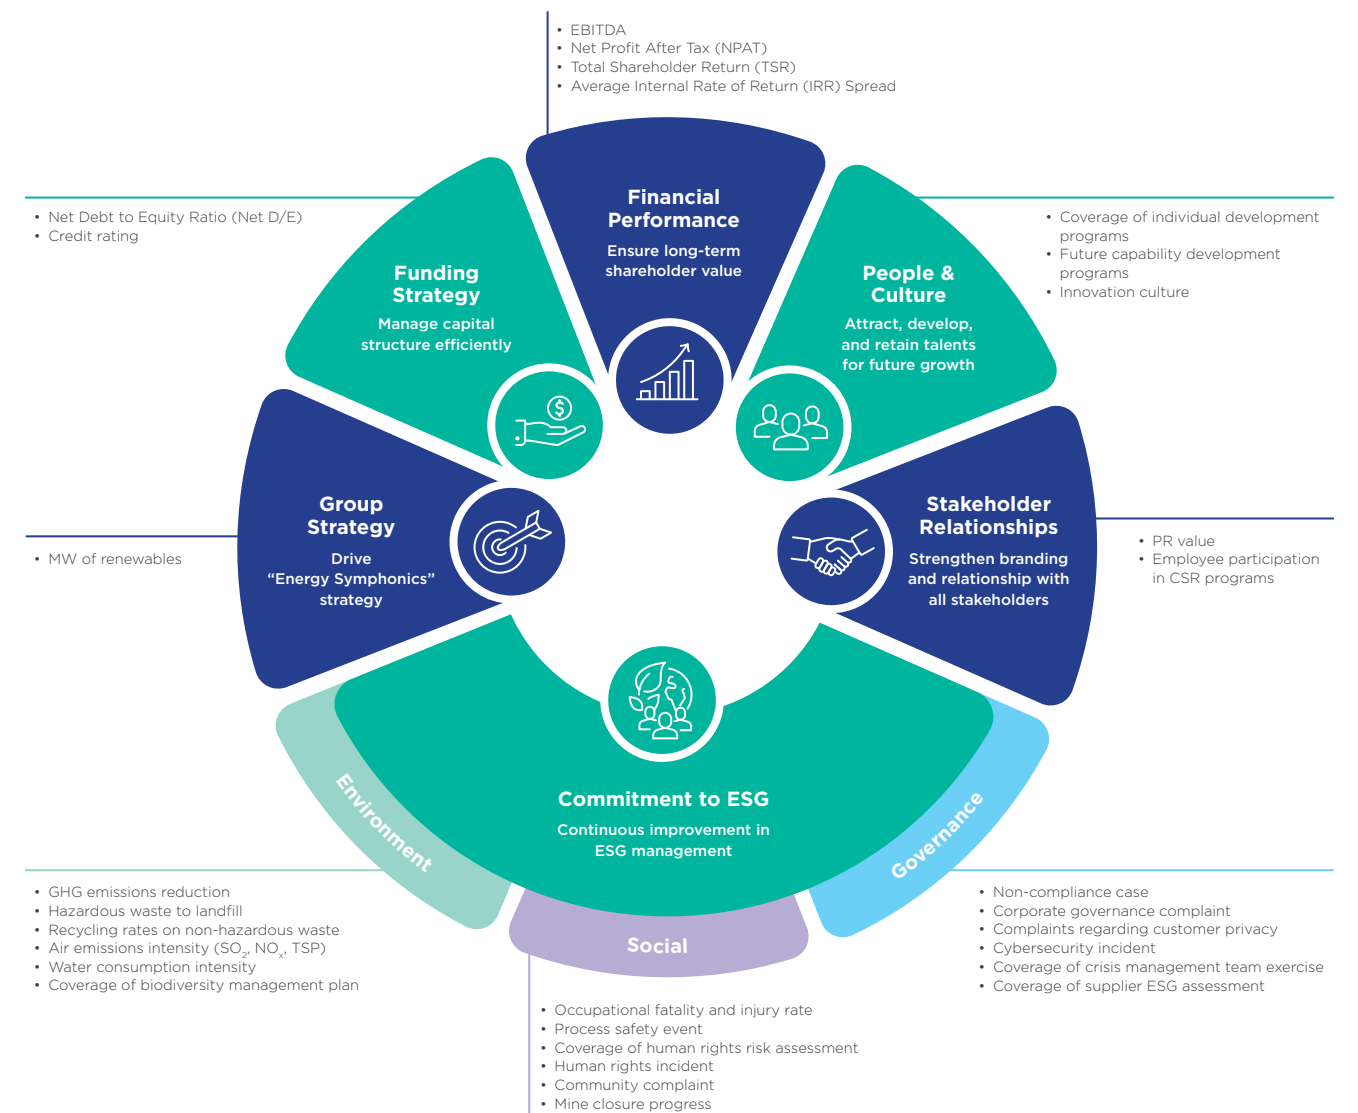 • EBITDA
• Net Profit After Tax (NPAT)
• Total Shareholder Return (TSR)
• Average Internal Rate of Return (IRR) Spread
• Net Debt to Equity Ratio (Net D/E)
• Credit rating
Financial
Performance
Ensure long-term
shareholder value
• Coverage of individual development
programs
• Future capability development
programs
• Innovation culture
Funding
Strategy
Manage capital
structure efficiently
People &
Culture
Attract, develop,
and retain talents
for future growth
$
Group
Strategy
Drive
“Energy Symphonics”
strategy
• MW of renewables
Stakeholder
Relationships
Strengthen branding
and relationship with
all stakeholders
• PR value
• Employee participation
in CSR programs
Commitment to ESG
Continuous improvement in
ESG management
Environment
Social
Governance
• GHG emissions reduction
• Hazardous waste to landfill
• Recycling rates on non-hazardous waste
• Air emissions intensity (SO₂, NOₓ, TSP)
• Water consumption intensity
• Coverage of biodiversity management plan
• Occupational fatality and injury rate
• Process safety event
• Coverage of human rights risk assessment
• Human rights incident
• Community complaint
• Mine closure progress
• Non-compliance case
• Corporate governance complaint
• Complaints regarding customer privacy
• Cybersecurity incident
• Coverage of crisis management team exercise
• Coverage of supplier ESG assessment